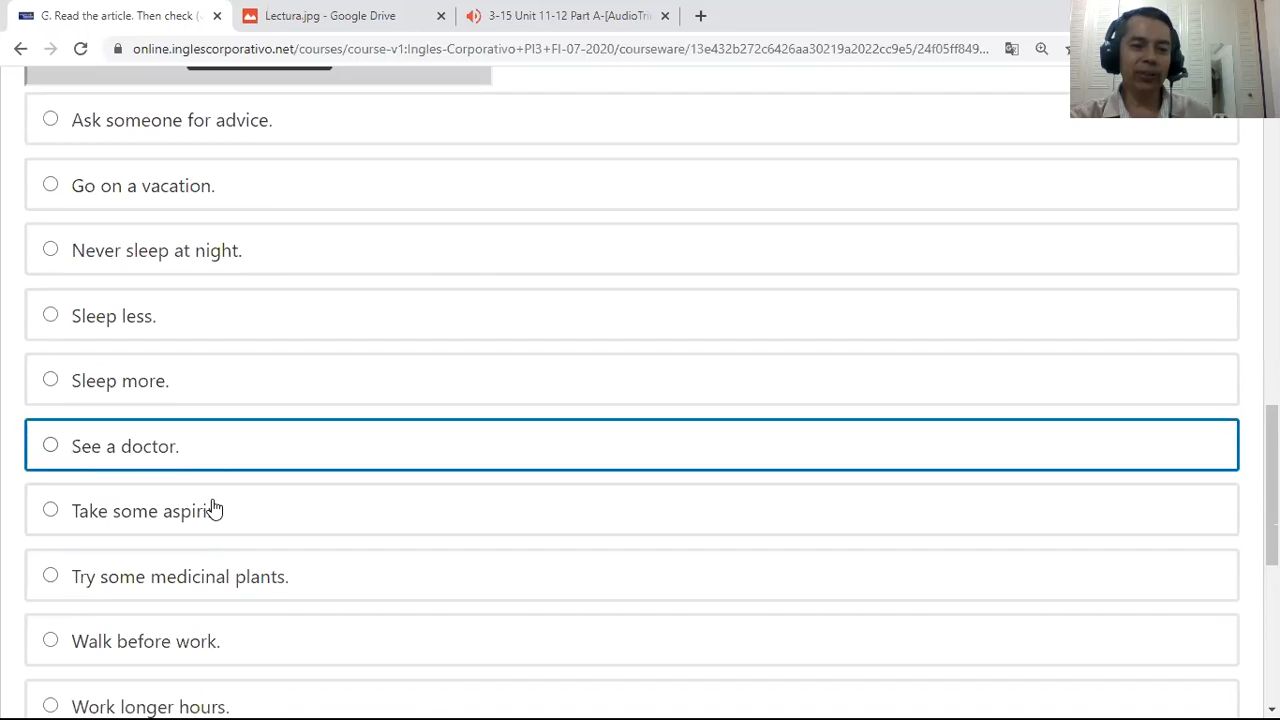 G. Read the article. Then check (
Lectura.jpg - Google Drive
3-15 Unit 11-12 Part A-[AudioTri
online.inglescorporativo.net/courses/course-v1:Ingles-Corporativo+PI3+FI-07-2020/courseware/13e432b272c6426aa30219a2022cc9e5/24f05ff849...
Ask someone for advice.
Go on a vacation.
Never sleep at night.
Sleep less.
Sleep more.
See a doctor.
Take some aspiri
Try some medicinal plants.
Walk before work.
Work longer hours.